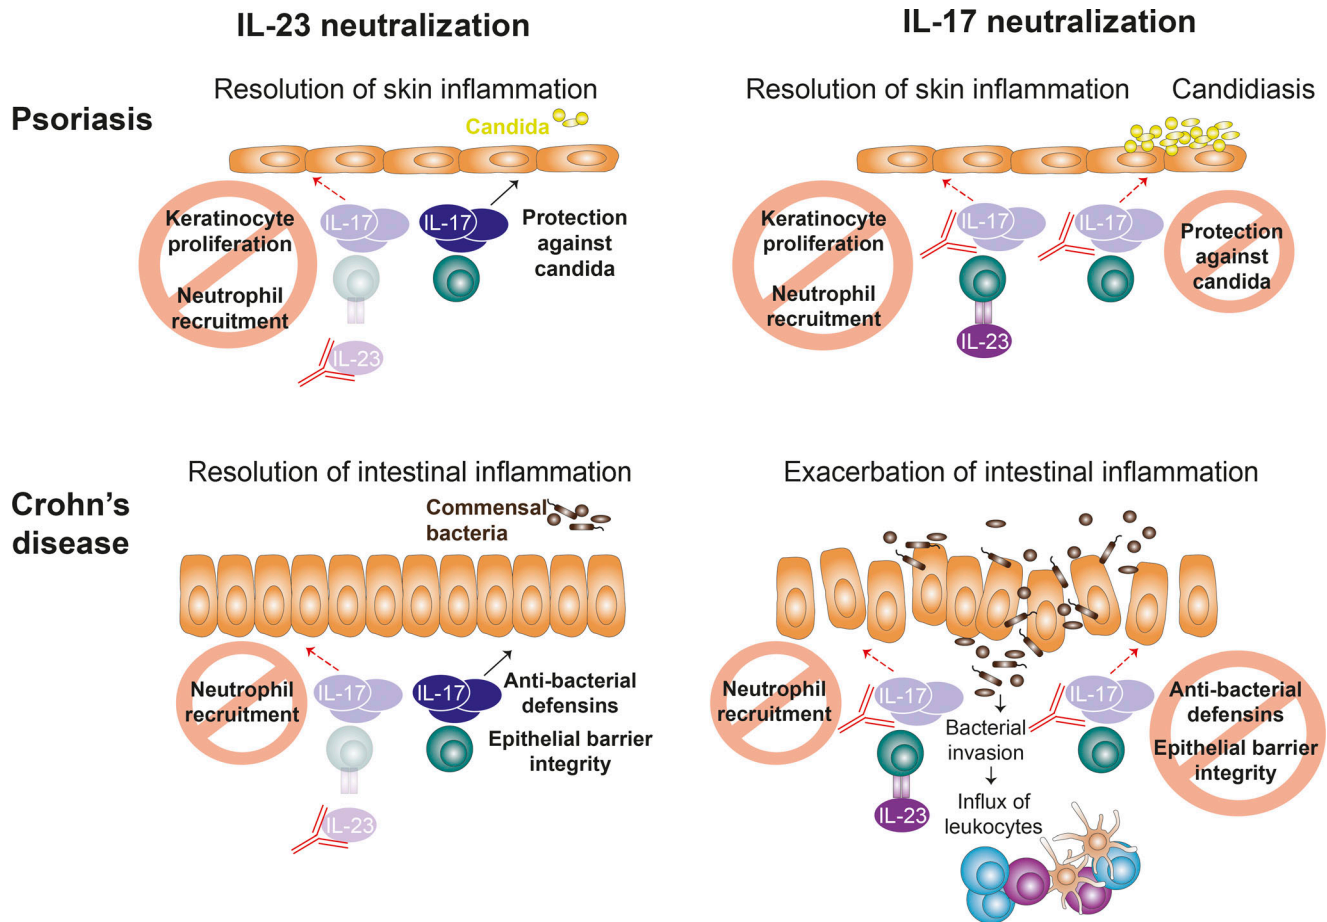 IL-23 neutralization
IL-17 neutralization
Psoriasis
Resolution of skin inflammation
Candida
Keratinocyte
proliferation
Neutrophil
recruitment
IL-17
IL-17
IL-23
Protection
against
candida
Resolution of skin inflammation
Candidiasis
Keratinocyte
proliferation
Neutrophil
recruitment
IL-17
IL-17
IL-23
Protection
against
candida
Crohn's
disease
Resolution of intestinal inflammation
Commensal
bacteria
Neutrophil
recruitment
IL-17
IL-17
IL-23
Anti-bacterial
defensins
Epithelial barrier
integrity
Exacerbation of intestinal inflammation
Neutrophil
recruitment
IL-17
IL-17
IL-23
Bacterial
invasion
Influx of
leukocytes
Anti-bacterial
defensins
Epithelial barrier
integrity